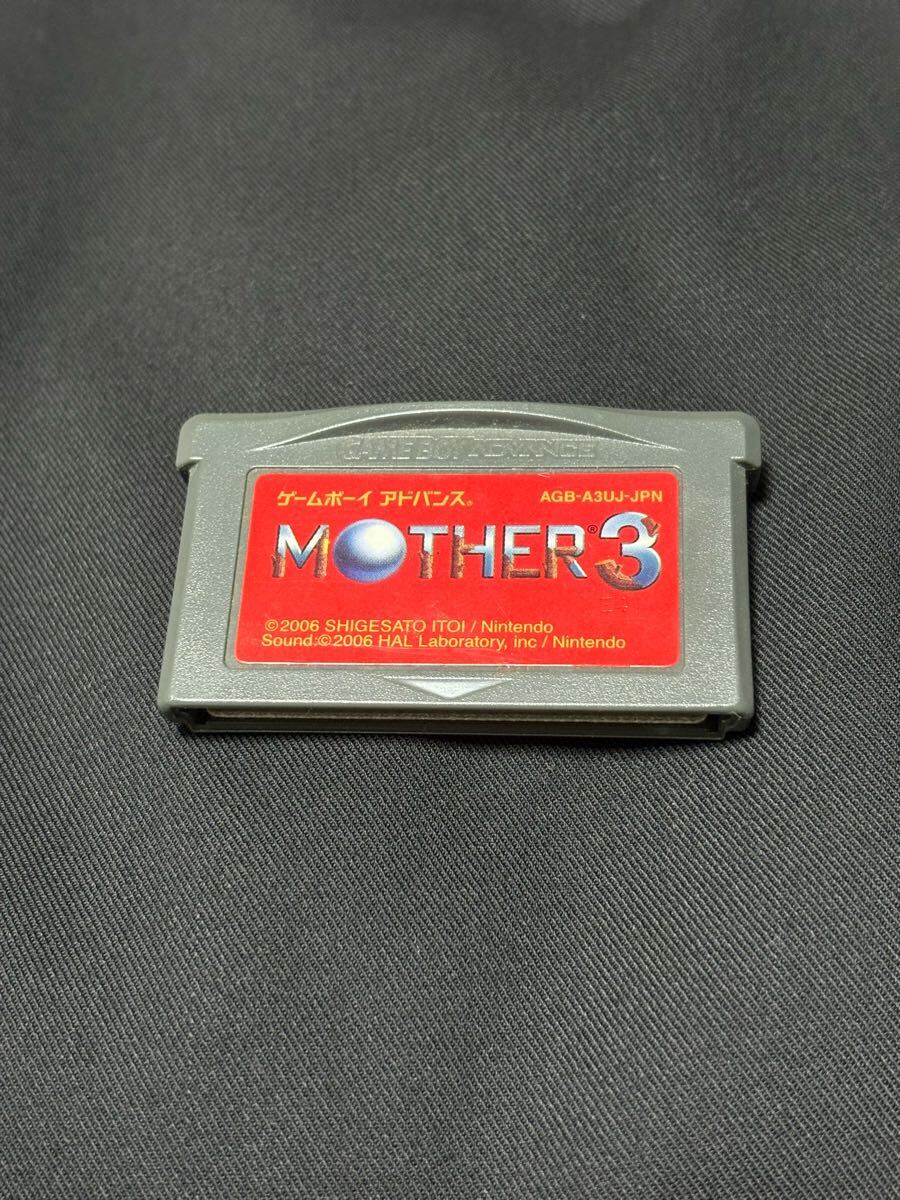 GAME BOY ADVANCE
ゲームボーイ アドバンス® AGB-A3UJ-JPN
MOTHER®3
©2006 SHIGESATO ITOI / Nintendo
Sound:©2006 HAL Laboratory, inc / Nintendo